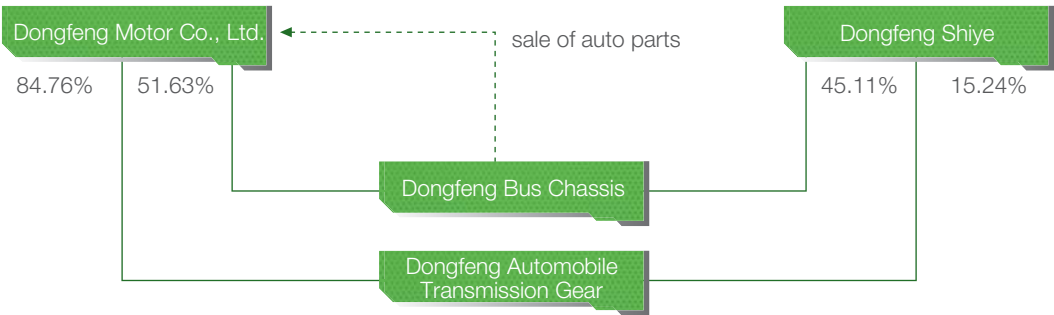 Dongfeng Motor Co., Ltd.
sale of auto parts
Dongfeng Shiye
84.76%
51.63%
45.11%
15.24%
Dongfeng Bus Chassis
Dongfeng Automobile
Transmission Gear